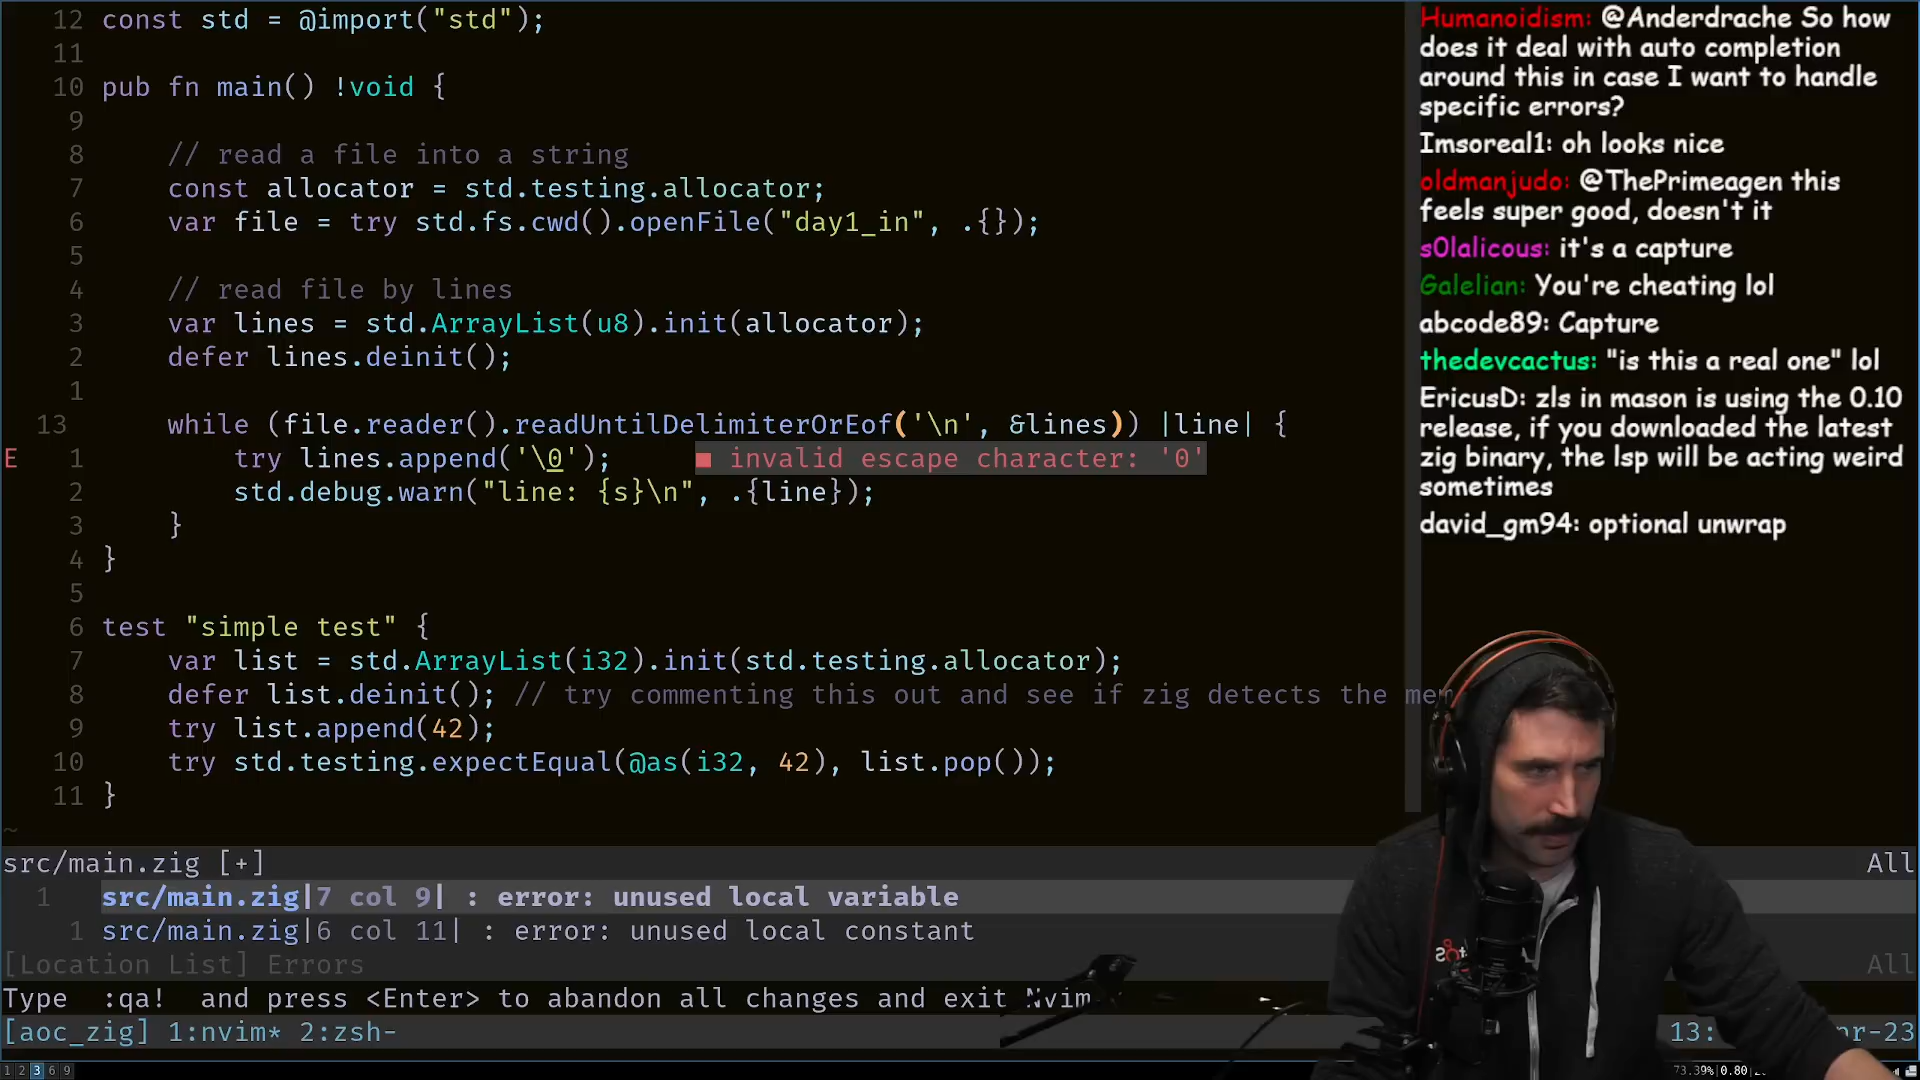 12 const std = @import("std");
11
10 pub fn main() !void {
9
8 // read a file into a string
7 const allocator = std.testing.allocator;
6 var file = try std.fs.cwd().openFile("day1_in", .{});
5
4 // read file by lines
3 var lines = std.ArrayList(u8).init(allocator);
2 defer lines.deinit();
1
13 while (file.reader().readUntilDelimiterOrEof('\n', &lines)) |line| {
E 1 try lines.append('\0'); ■ invalid escape character: '0'
2 std.debug.warn("line: {s}\n", .{line});
3 }
4 }
5
6 test "simple test" {
7 var list = std.ArrayList(i32).init(std.testing.allocator);
8 defer list.deinit(); // try commenting this out and see if zig detects the
9 try list.append(42);
10 try std.testing.expectEqual(@as(i32, 42), list.pop());
11 }
~
src/main.zig [+] All
1 src/main.zig|7 col 9| : error: unused local variable
1 src/main.zig|6 col 11| : error: unused local constant
[Location List] Errors All
Type :qa! and press <Enter> to abandon all changes and exit Nvim
[aoc_zig] 1:nvim* 2:zsh- 13:
1 2 3 6 9 73.39%|0.80|
Humanoidism: @Anderdrache So how
does it deal with auto completion
around this in case I want to handle
specific errors?
Imsoreal1: oh looks nice
oldmanjudo: @ThePrimeagen this
feels super good, doesn't it
s0lalicous: it's a capture
Galelian: You're cheating lol
abcode89: Capture
thedevcactus: "is this a real one" lol
EricusD: zls in mason is using the 0.10
release, if you downloaded the latest
zig binary, the lsp will be acting weird
sometimes
david_gm94: optional unwrap